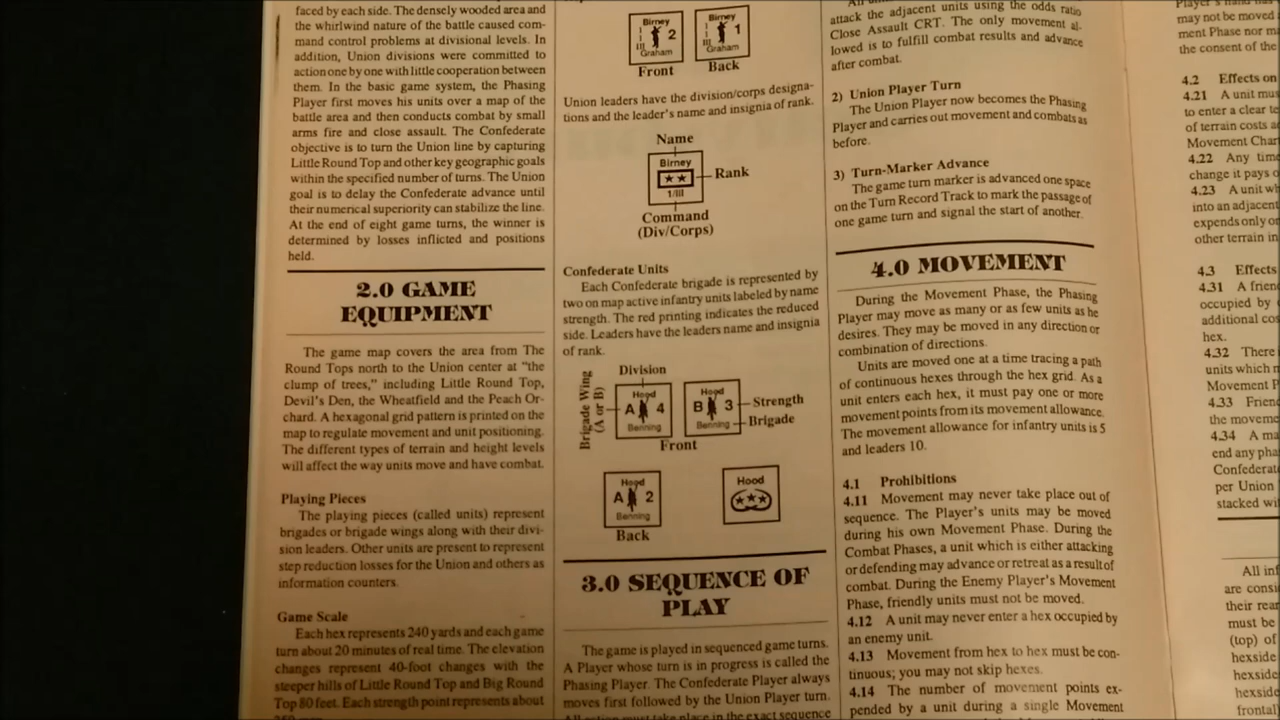 faced by each side. The densely wooded area and
the whirlwind nature of the battle caused com-
mand control problems at divisional levels. In
addition, Union divisions were committed to
action one by one with little cooperation between
them. In the basic game system, the Phasing
Player first moves his units over a map of the
battle area and then conducts combat by small
arms fire and close assault. The Confederate
objective is to turn the Union line by capturing
Little Round Top and other key geographic goals
within the specified number of turns. The Union
goal is to delay the Confederate advance until
their numerical superiority can stabilize the line.
At the end of eight game turns, the winner is
determined by losses inflicted and positions
held.
2.0 GAME
EQUIPMENT
The game map covers the area from The
Round Tops north to the Union center at "the
clump of trees," including Little Round Top,
Devil's Den, the Wheatfield and the Peach Or-
chard. A hexagonal grid pattern is printed on the
map to regulate movement and unit positioning.
The different types of terrain and height levels
will affect the way units move and have combat.
Playing Pieces
The playing pieces (called units) represent
brigades or brigade wings along with their divi-
sion leaders. Other units are present to represent
step reduction losses for the Union and others as
information counters.
Game Scale
Each hex represents 240 yards and each game
turn about 20 minutes of real time. The elevation
changes represent 40-foot changes with the
steeper hills of Little Round Top and Big Round
Top 80 feet. Each strength point represents about
Birney
2
Graham
Front
Birney
1
Graham
Back
Union leaders have the division/corps designa-
tions and the leader's name and insignia of rank.
Name
Birney
1/III
Rank
Command
(Div/Corps)
Confederate Units
Each Confederate brigade is represented by
two on map active infantry units labeled by name
strength. The red printing indicates the reduced
side. Leaders have the leaders name and insignia
of rank.
Division
Brigade Wing
(A or B)
Hood
A 4
Benning
Hood
B 3
Benning
Strength
Brigade
Front
Hood
A 2
Benning
Back
Hood
3.0 SEQUENCE OF
PLAY
The game is played in sequenced game turns.
A Player whose turn is in progress is called the
Phasing Player. The Confederate Player always
moves first followed by the Union Player turn.
All action must take place in the exact sequence
attack the adjacent units using the odds ratio
Close Assault CRT. The only movement al-
lowed is to fulfill combat results and advance
after combat.
2) Union Player Turn
The Union Player now becomes the Phasing
Player and carries out movement and combats as
before.
3) Turn-Marker Advance
The game turn marker is advanced one space
on the Turn Record Track to mark the passage of
one game turn and signal the start of another.
4.0 MOVEMENT
During the Movement Phase, the Phasing
Player may move as many or as few units as he
desires. They may be moved in any direction or
combination of directions.
Units are moved one at a time tracing a path
of continuous hexes through the hex grid. As a
unit enters each hex, it must pay one or more
movement points from its movement allowance.
The movement allowance for infantry units is 5
and leaders 10.
4.1 Prohibitions
4.11 Movement may never take place out of
sequence. The Player's units may be moved
during his own Movement Phase. During the
Combat Phases, a unit which is either attacking
or defending may advance or retreat as a result of
combat. During the Enemy Player's Movement
Phase, friendly units must not be moved.
4.12 A unit may never enter a hex occupied by
an enemy unit.
4.13 Movement from hex to hex must be con-
tinuous; you may not skip hexes.
4.14 The number of movement points ex-
pended by a unit during a single Movement
may not be moved
ment Phase nor
the consent of the
4.2 Effects on
4.21 A unit
to enter a clear
of terrain costs
Movement
4.22 Any
change it pays
4.23 A unit
into an adjacent
expends only
other terrain in
4.3 Effects
4.31 A
occupied by
additional
hex.
4.32 There
units which
Movement
4.33
the
4.34 A
end any
per Union
stacked
All
are
their
must be
(top) of
hexside
hexside